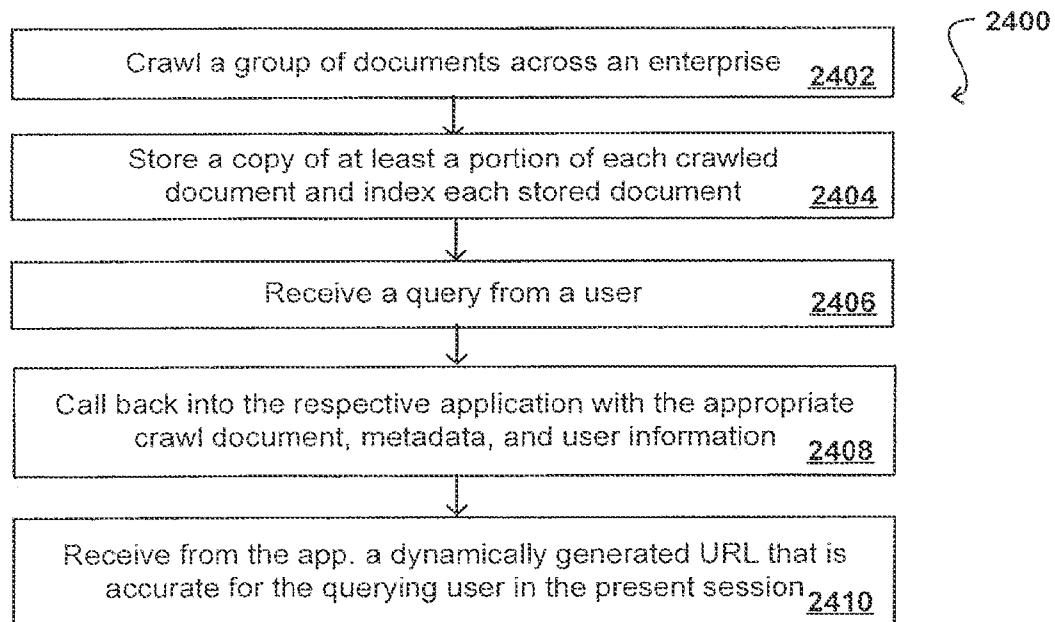 2400
Crawl a group of documents across an enterprise
2402
Store a copy of at least a portion of each crawled
document and index each stored document
2404
Receive a query from a user
2406
Call back into the respective application with the appropriate
crawl document, metadata, and user information
2408
Receive from the app. a dynamically generated URL that is
accurate for the querying user in the present session
2410